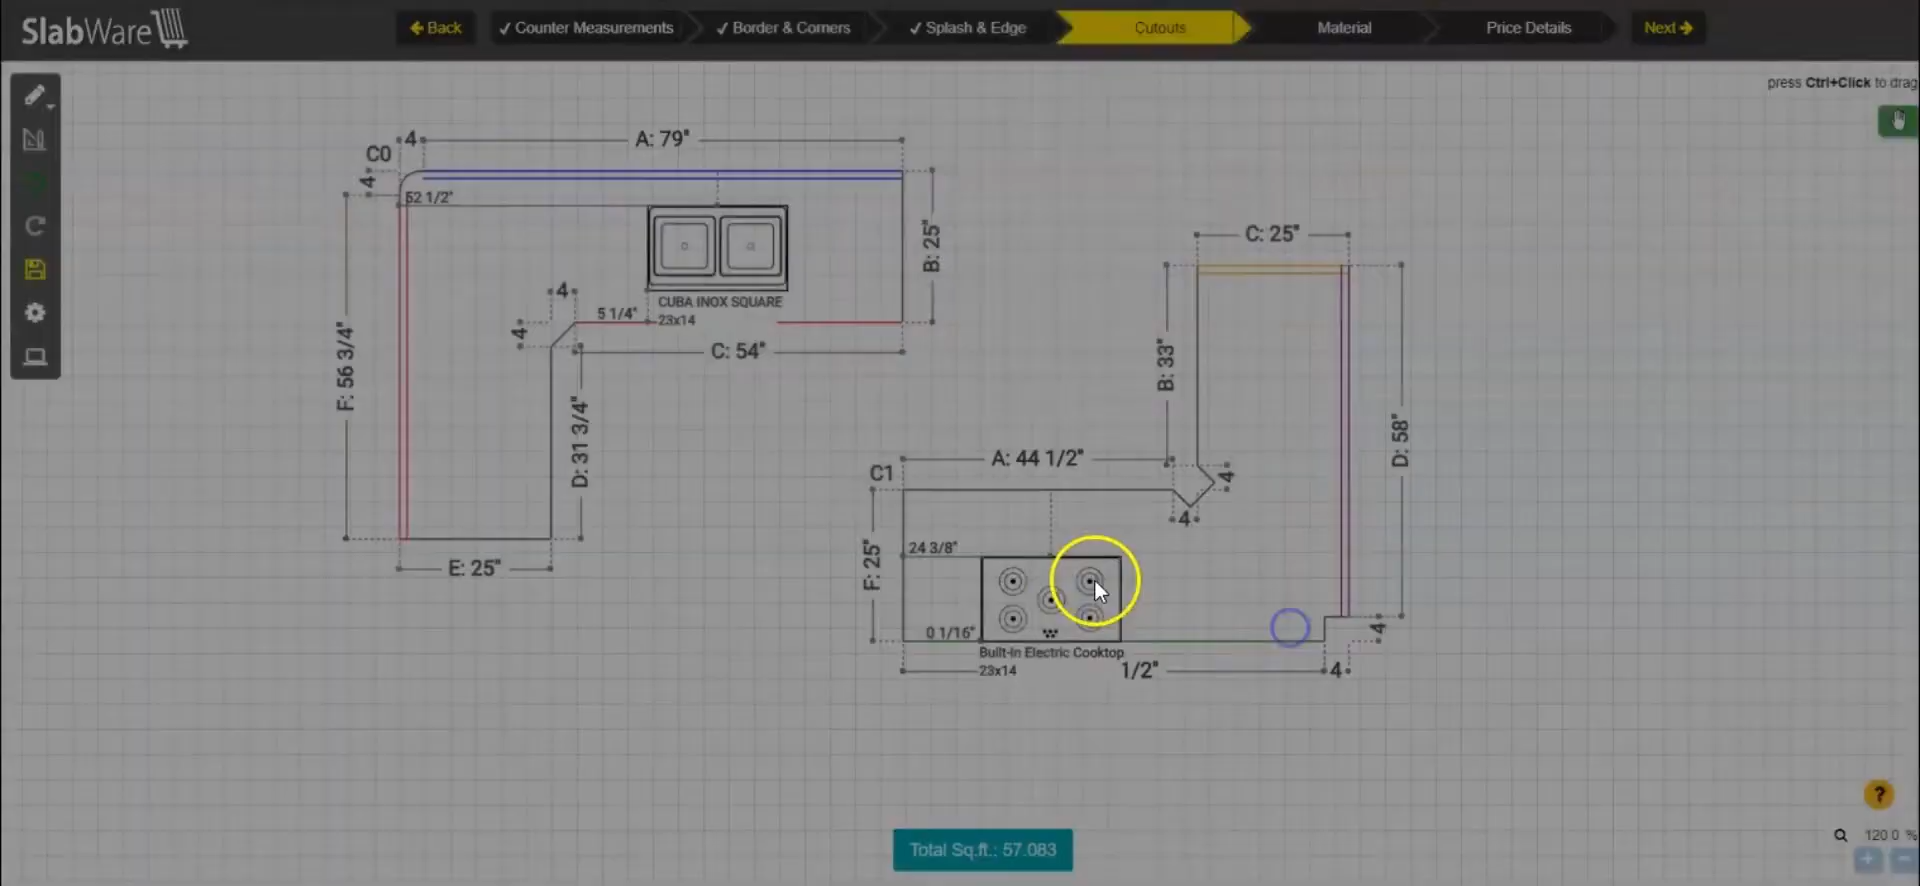 SlabWare
Back
✓ Counter Measurements
✓ Border & Corners
✓ Splash & Edge
Cutouts
Material
Price Details
Next
press Ctrl+Click to drag
C0
4
A: 79"
4
52 1/2"
B: 25"
CUBA INOX SQUARE
23x14
5 1/4"
4
4
C: 54"
F: 56 3/4"
D: 31 3/4"
E: 25"
C: 25"
B: 33"
D: 58"
C1
A: 44 1/2"
4
4
F: 25"
24 3/8"
0 1/16"
Built-In Electric Cooktop
23x14
1/2"
4
4
?
120.0 %
Total Sq.ft.: 57.083